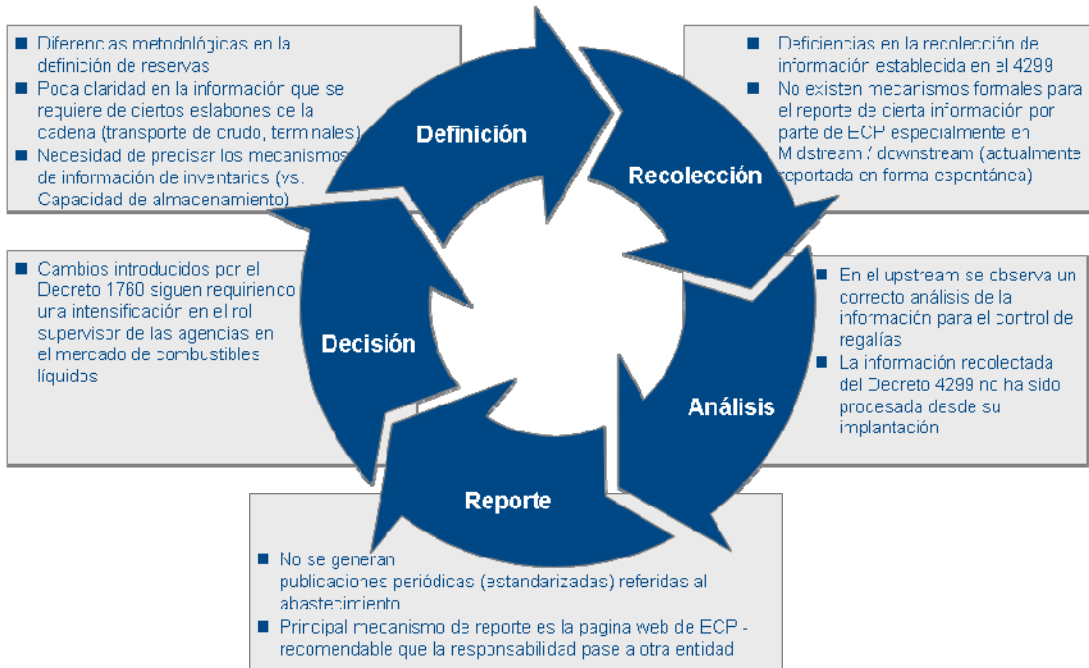 ■ Diferencias metodológicas en la
definición de reservas
■ Poca claridad en la información que se
requiere de ciertos eslabones de la
cadena (transporte de crudo, terminales)
■ Necesidad de precisar los mecanismos
de información de inventarios (vs.
Capacidad de almacenamiento)
Definición
■ Deficiencias en la recolección de
información establecida en el 4299
■ No existen mecanismos formales para
el reporte de cierta información por
parte de ECP especialmente en
Midstream / downstream (actualmente
reportada en forma espontánea)
Recolección
■ En el upstream se observa un
correcto análisis de la
información para el control de
regalías
■ La información recolectada
del Decreto 4299 no ha sido
procesada desde su
implantación
Análisis
Reporte
■ No se generan
publicaciones periódicas (estandarizadas) referidas al
abastecimiento
■ Principal mecanismo de reporte es la pagina web de ECP -
recomendable que la responsabilidad pase a otra entidad
■ Cambios introducidos por el
Decreto 1760 siguen requiriendo
una intensificación en el rol
supervisor de las agencias en
el mercado de combustibles
líquidos
Decisión